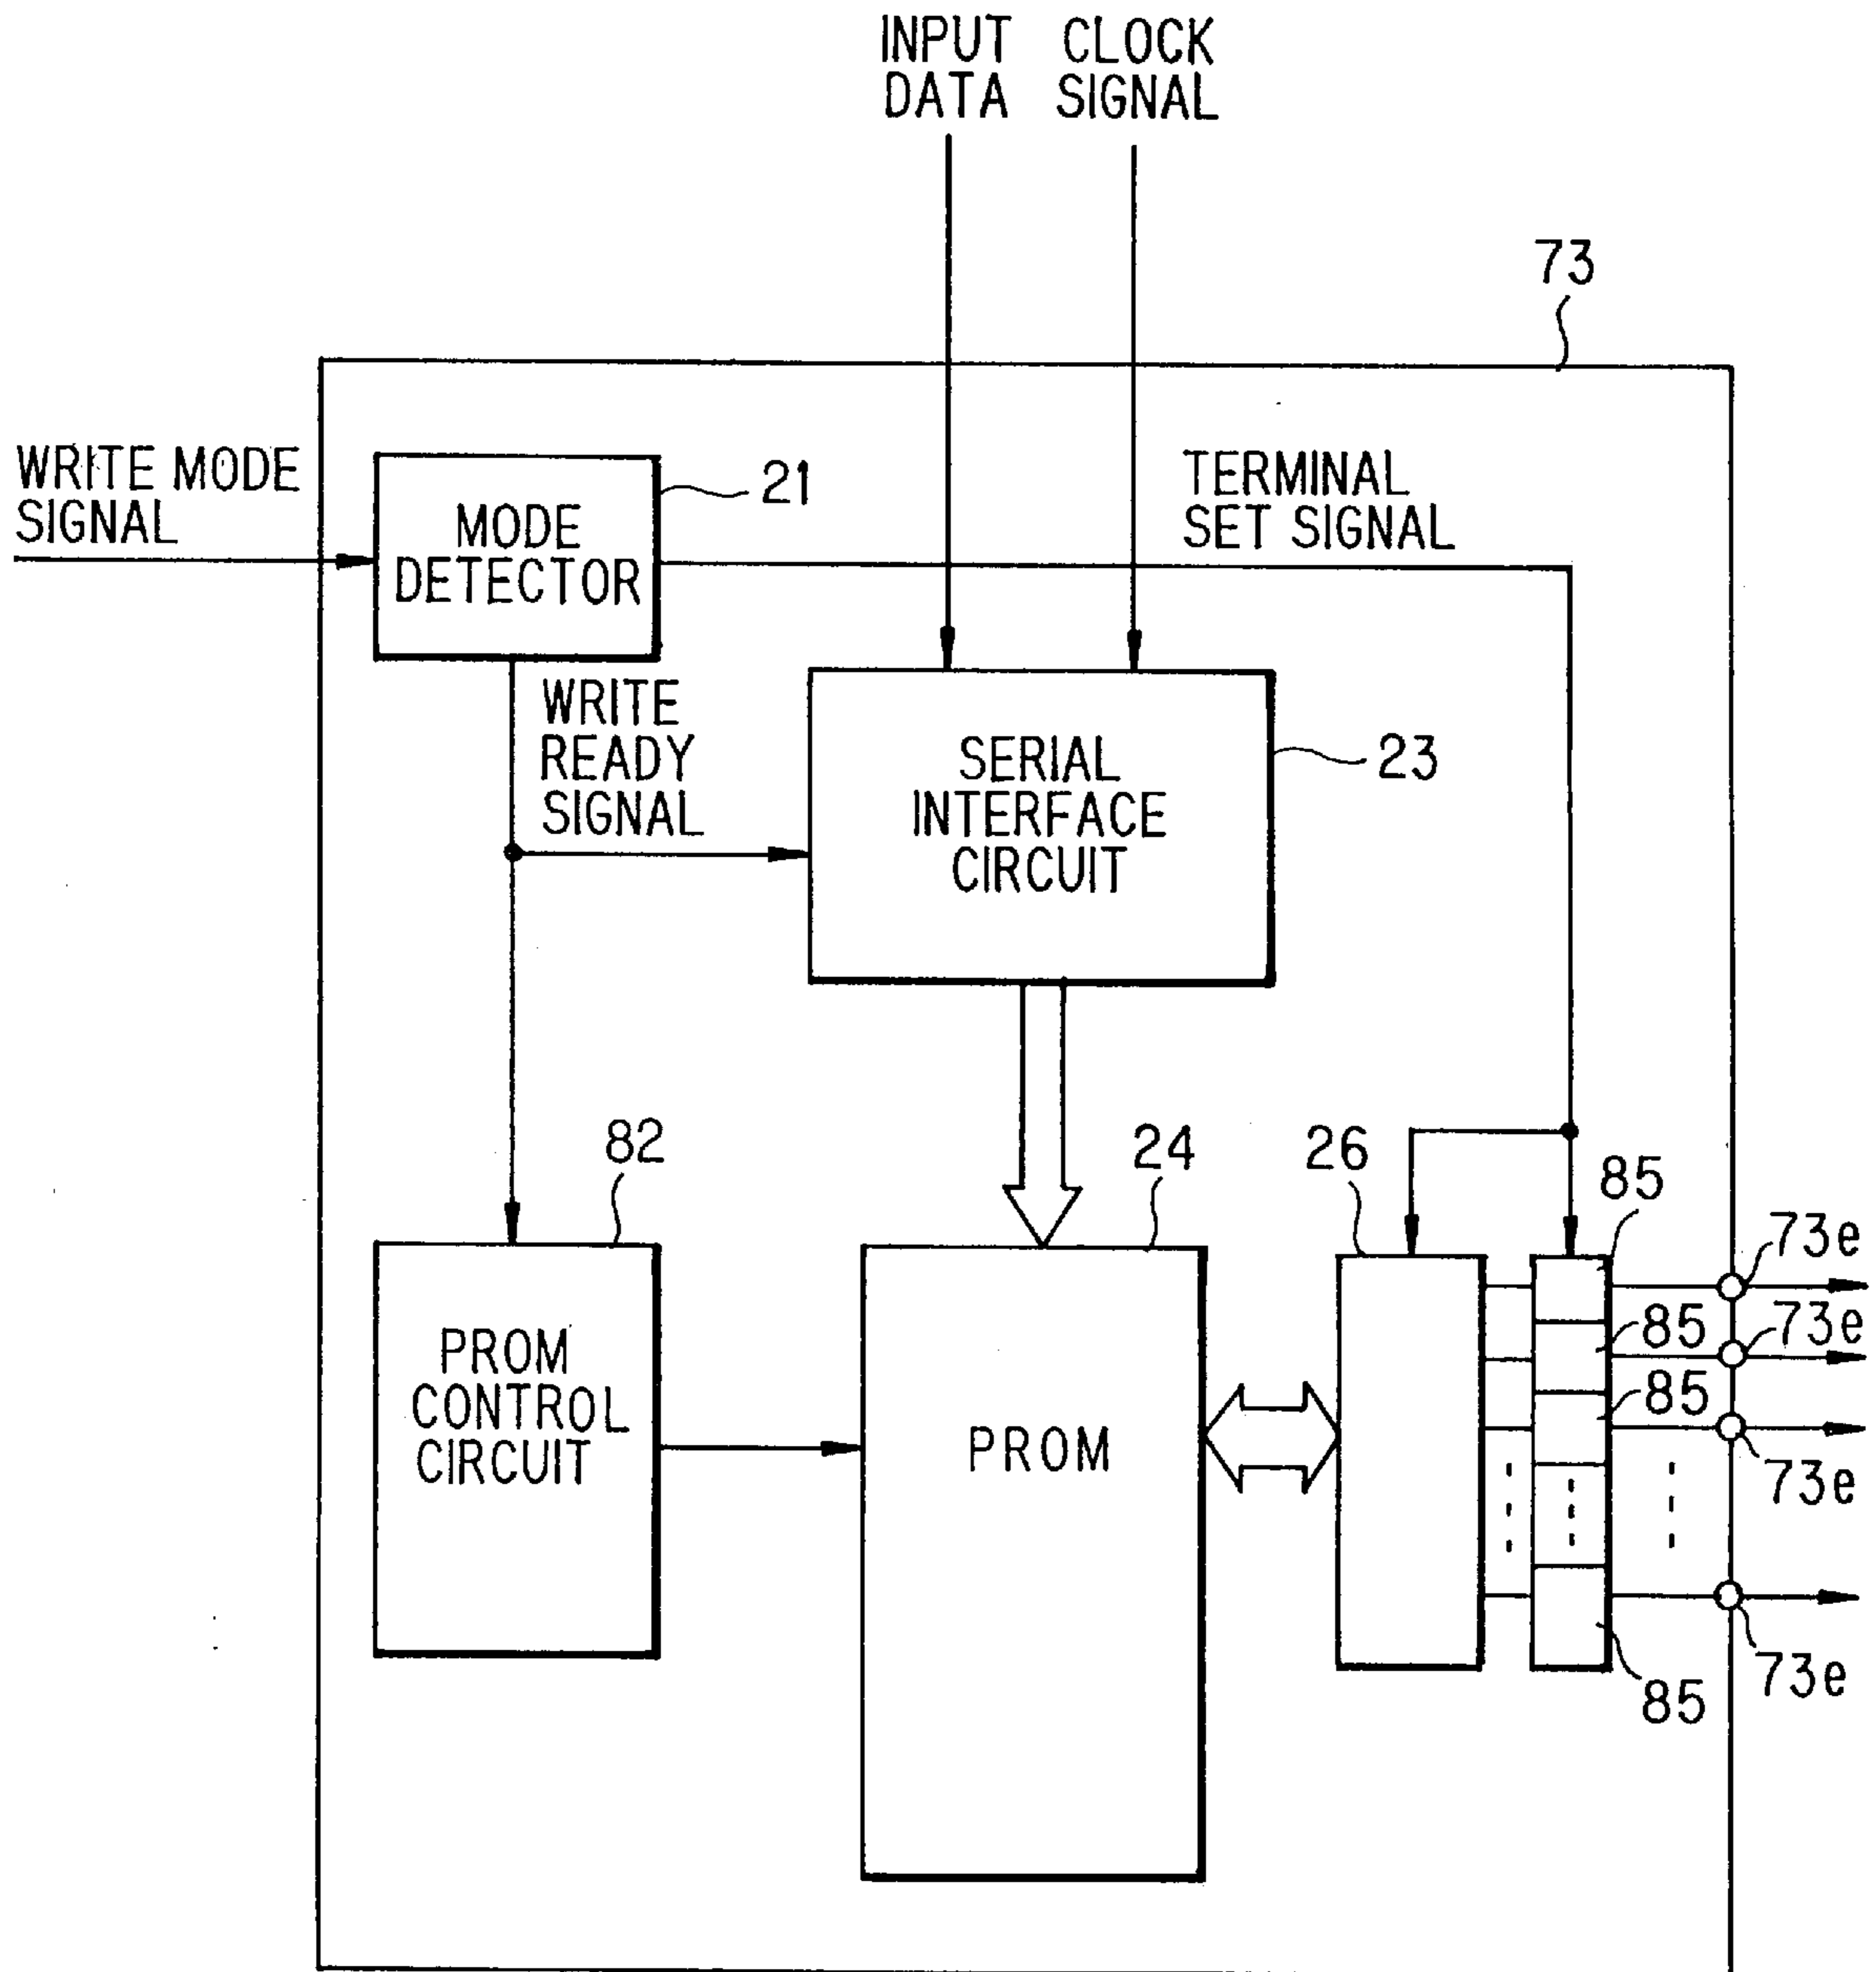 INPUT
DATA
CLOCK
SIGNAL
73
WRITE MODE
SIGNAL
MODE
DETECTOR
21
TERMINAL
SET SIGNAL
WRITE
READY
SIGNAL
SERIAL
INTERFACE
CIRCUIT
23
82
24
26
85
73e
PROM
CONTROL
CIRCUIT
PROM
85
73e
85
73e
85
73e